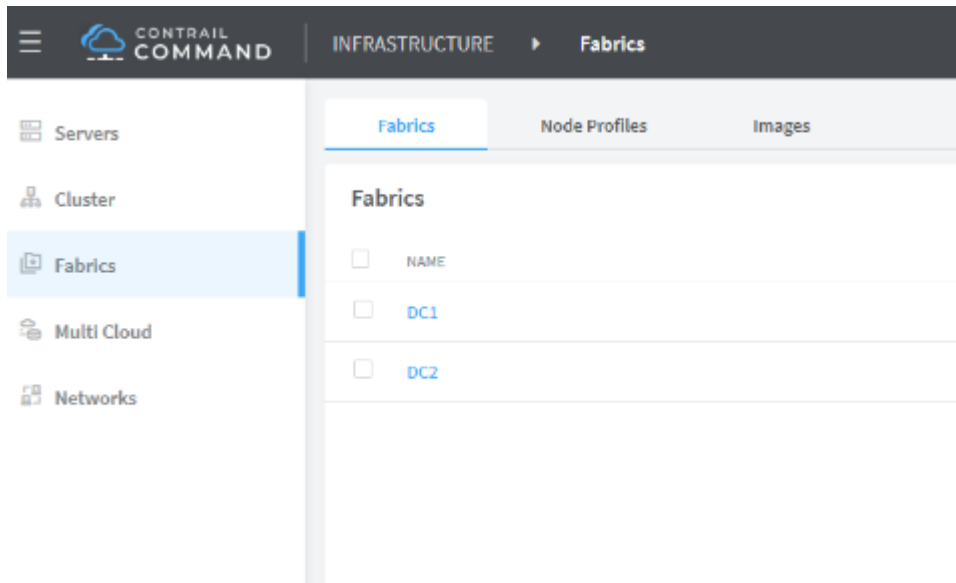 CONTRAIL
COMMAND
INFRASTRUCTURE Fabrics
Servers
Cluster
Fabrics
Multi Cloud
Networks
Fabrics Node Profiles Images
Fabrics
NAME
DC1
DC2